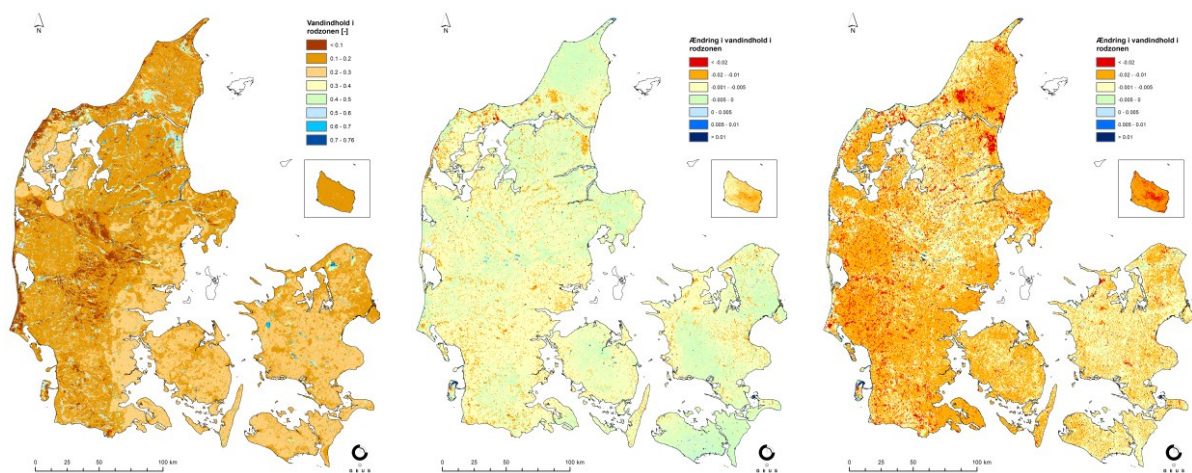 N
Vandindhold i
rodzonen [-]
< 0.1
0.1 - 0.2
0.2 - 0.3
0.3 - 0.4
0.4 - 0.5
0.5 - 0.6
0.6 - 0.7
0.7 - 0.76
0 25 50 100 km
G E U S
N
Ændring i vandindhold i
rodzonen
< -0.02
-0.02 - -0.01
-0.001 - -0.005
-0.005 - 0
0 - 0.005
0.005 - 0.01
> 0.01
0 25 50 100 km
G E U S
N
Ændring i vandindhold i
rodzonen
< -0.02
-0.02 - -0.01
-0.001 - -0.005
-0.005 - 0
0 - 0.005
0.005 - 0.01
> 0.01
0 25 50 100 km
G E U S